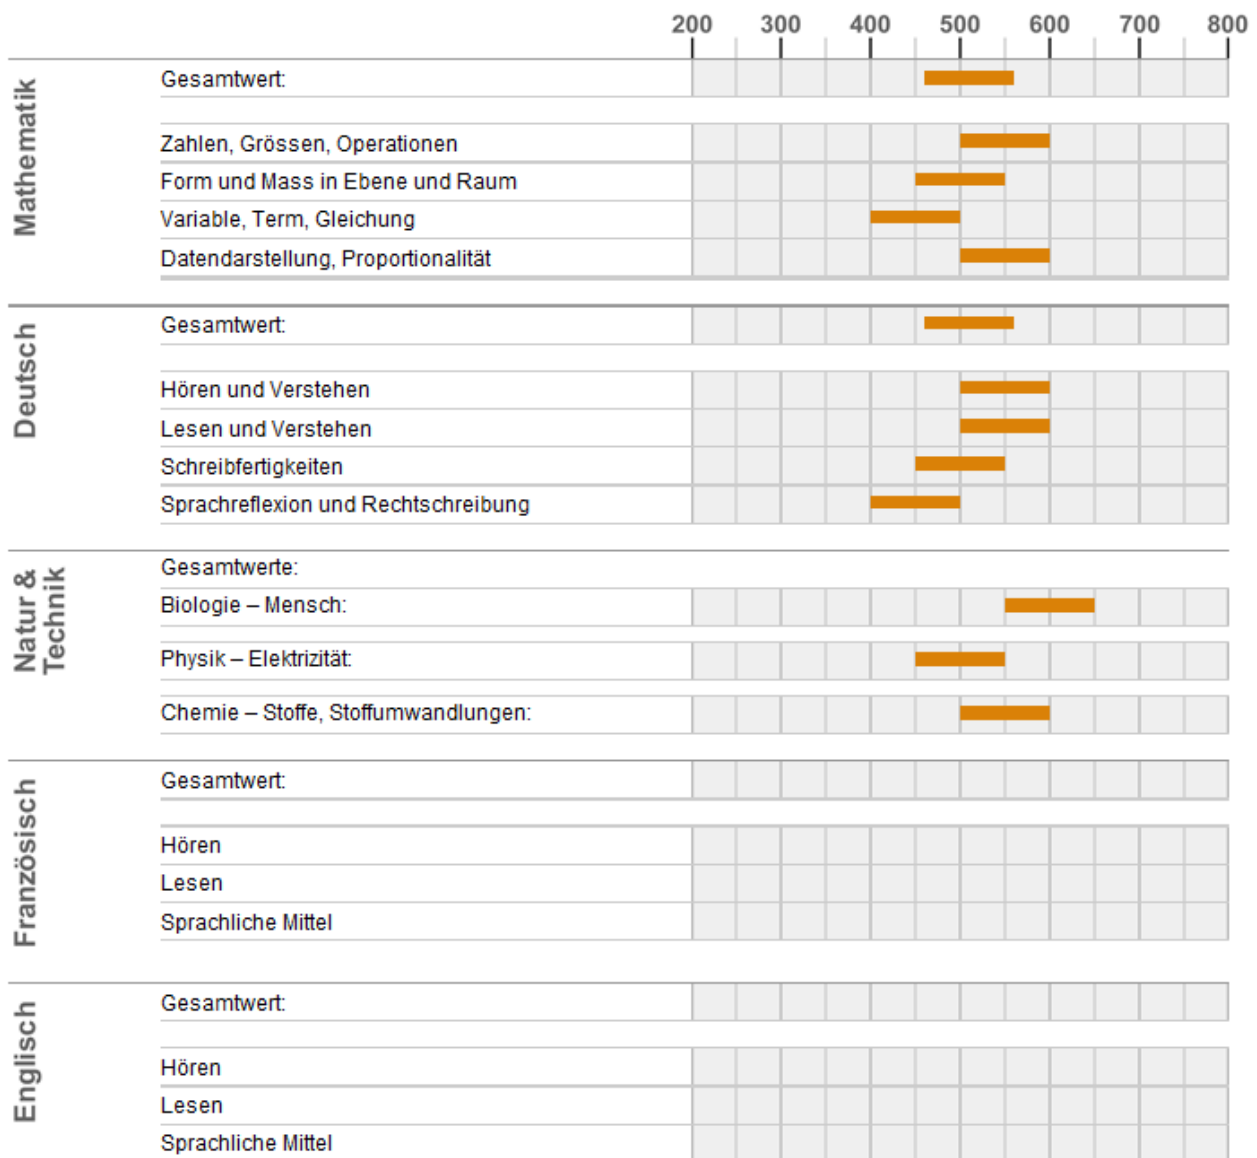 200 300 400 500 600 700 800
Mathematik
Gesamtwert:
Zahlen, Grössen, Operationen
Form und Mass in Ebene und Raum
Variable, Term, Gleichung
Datendarstellung, Proportionalität
Deutsch
Gesamtwert:
Hören und Verstehen
Lesen und Verstehen
Schreibfertigkeiten
Sprachreflexion und Rechtschreibung
Natur &
Technik
Gesamtwerte:
Biologie – Mensch:
Physik – Elektrizität:
Chemie – Stoffe, Stoffumwandlungen:
Französisch
Gesamtwert:
Hören
Lesen
Sprachliche Mittel
Englisch
Gesamtwert:
Hören
Lesen
Sprachliche Mittel